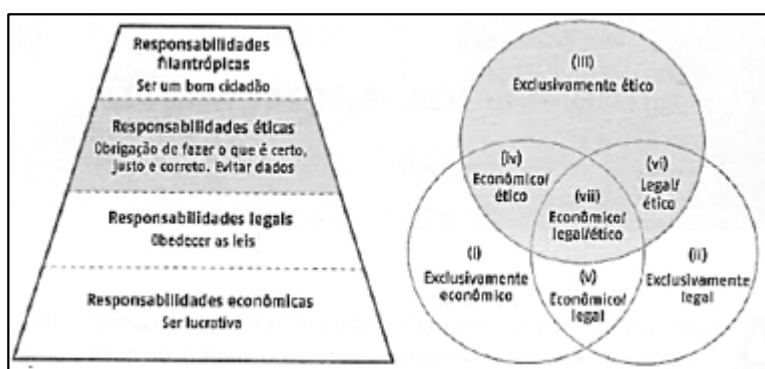 Responsabilidades
filantrópicas
Ser um bom cidadão
Responsabilidades éticas
Obrigação de fazer o que é certo,
justo e correto. Evitar dados
Responsabilidades legais
Obedecer as leis
Responsabilidades econômicas
Ser lucrativa
(iii)
Exclusivamente ético
(iv)
Econômico/
ético
(vi)
Legal/
ético
(vii)
Econômico/
legal/ético
(i)
Exclusivamente
econômico
(v)
Econômico/
legal
(ii)
Exclusivamente
legal